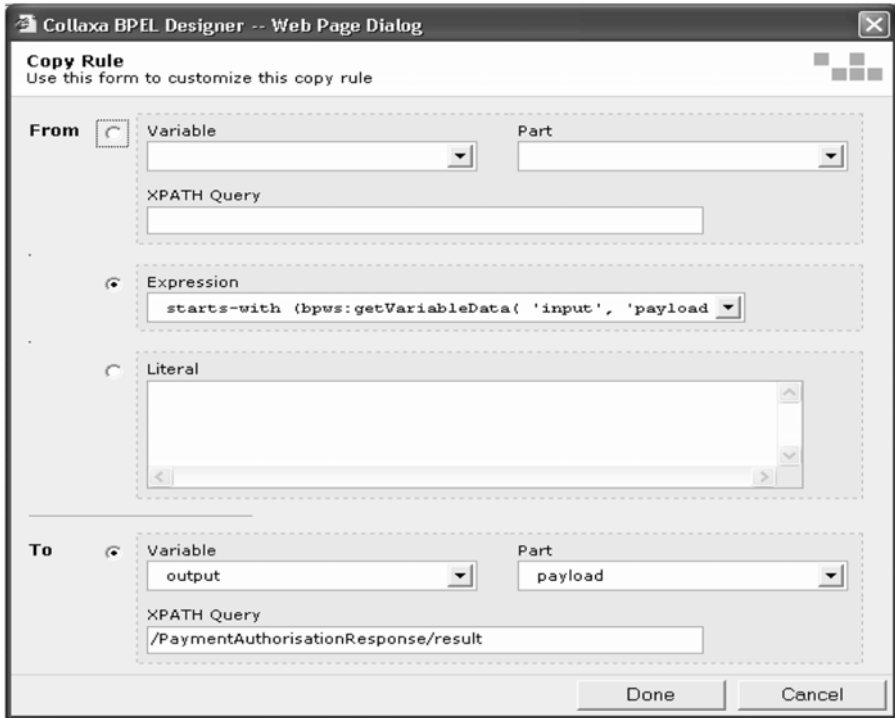 Collaxa BPEL Designer -- Web Page Dialog
Copy Rule
Use this form to customize this copy rule
From
Variable Part
XPATH Query
Expression
starts-with (bpws:getVariableData( 'input', 'payload
Literal
To
Variable Part
output payload
XPATH Query
/PaymentAuthorisationResponse/result
Done Cancel